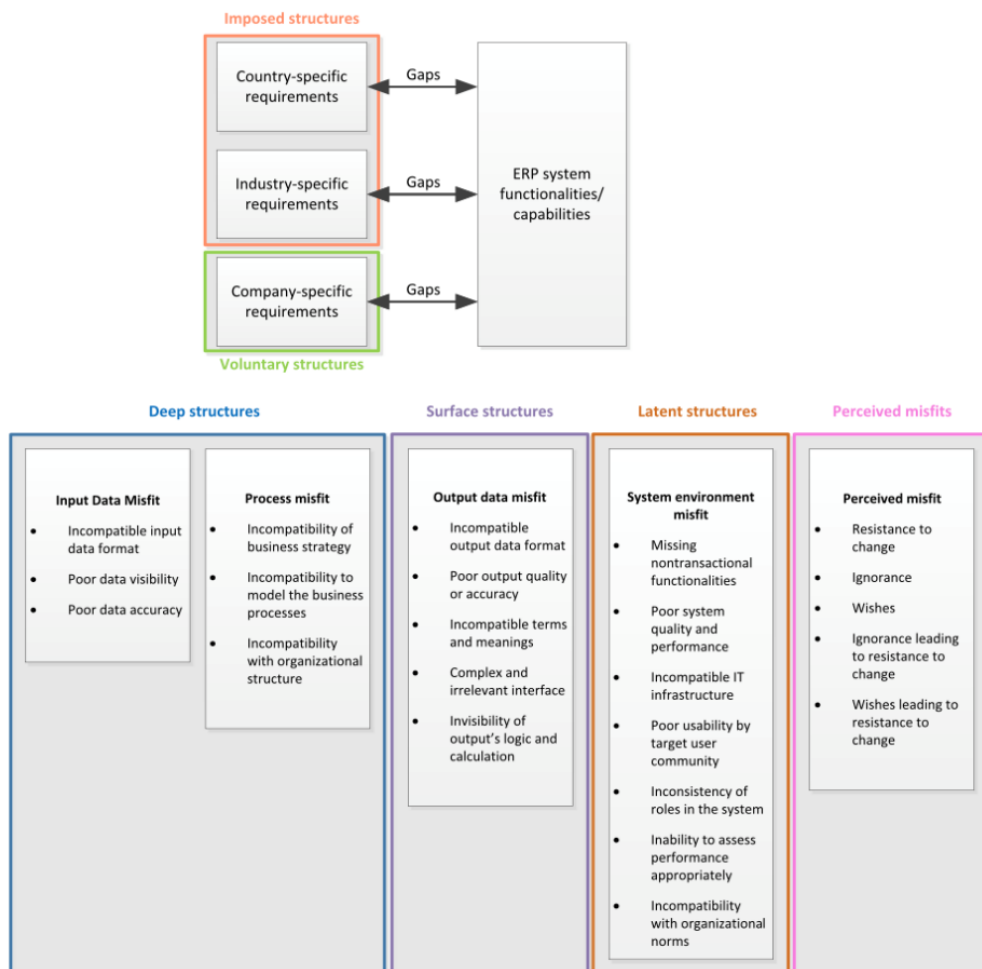 Imposed structures
Country-specific
requirements
Gaps
Industry-specific
requirements
Gaps
ERP system
functionalities/
capabilities
Company-specific
requirements
Gaps
Voluntary structures
Deep structures
Input Data Misfit
• Incompatible input
data format
• Poor data visibility
• Poor data accuracy
Process misfit
• Incompatibility of
business strategy
• Incompatibility to
model the business
processes
• Incompatibility
with organizational
structure
Surface structures
Output data misfit
• Incompatible
output data format
• Poor output quality
or accuracy
• Incompatible terms
and meanings
• Complex and
irrelevant interface
• Invisibility of
output's logic and
calculation
Latent structures
System environment
misfit
• Missing
nontransactional
functionalities
• Poor system
quality and
performance
• Incompatible IT
infrastructure
• Poor usability by
target user
community
• Inconsistency of
roles in the system
• Inability to assess
performance
appropriately
• Incompatibility
with organizational
norms
Perceived misfits
Perceived misfit
• Resistance to
change
• Ignorance
• Wishes
• Ignorance leading
to resistance to
change
• Wishes leading to
resistance to
change